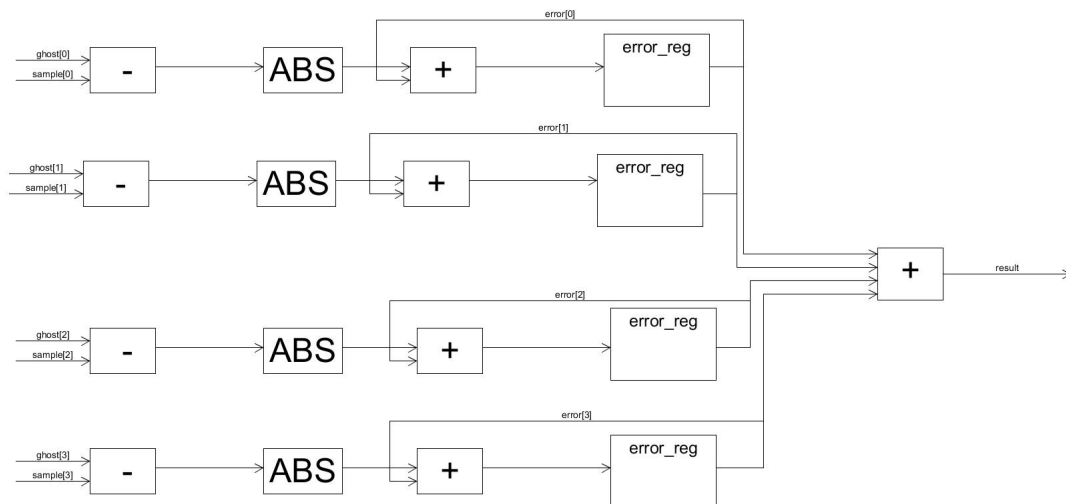 error[0]
ghost[0]
sample[0]
-
ABS
+
error_reg
error[1]
ghost[1]
sample[1]
-
ABS
+
error_reg
+
result
error[2]
ghost[2]
sample[2]
-
ABS
+
error_reg
error[3]
ghost[3]
sample[3]
-
ABS
+
error_reg